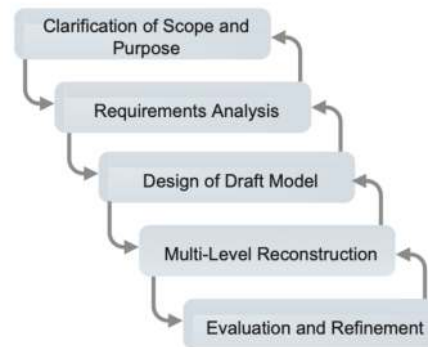 Clarification of Scope and
Purpose
Requirements Analysis
Design of Draft Model
Multi-Level Reconstruction
Evaluation and Refinement